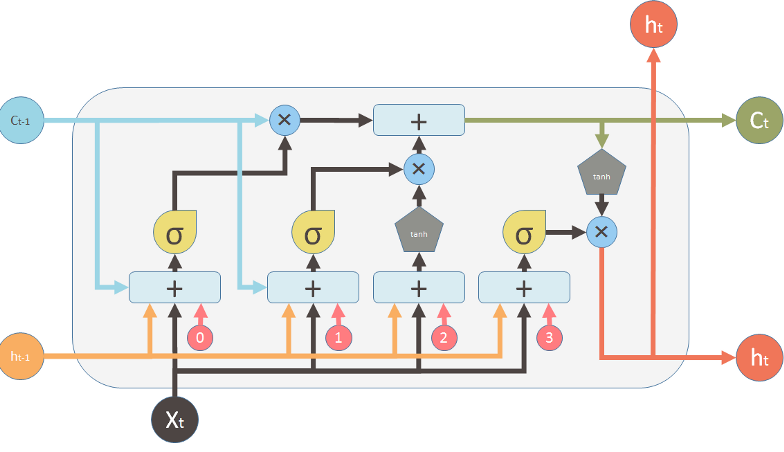 ht
Ct-1
×
+
Ct
tanh
×
tanh
σ
σ
σ
×
+
+
+
+
0
1
2
3
ht-1
ht
Xt